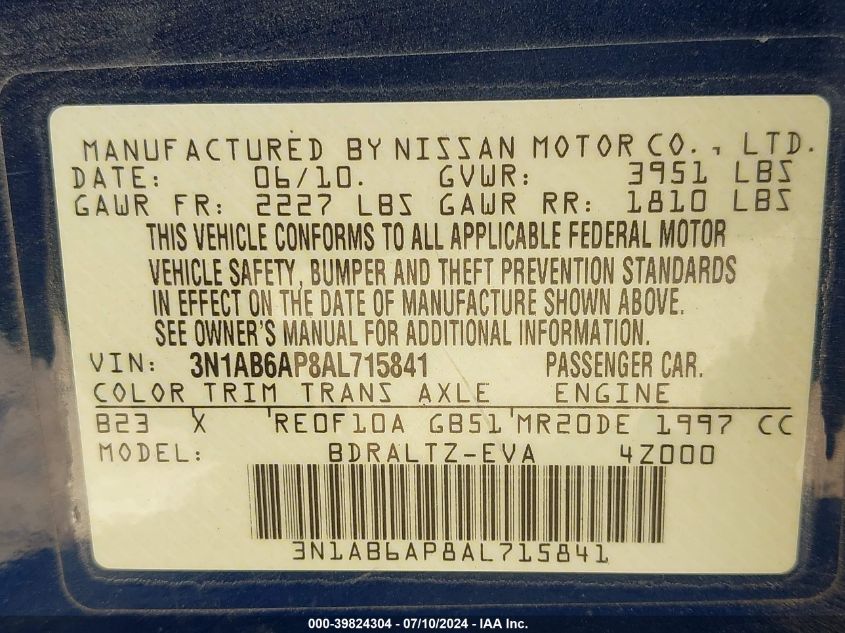 MANUFACTURED BY NISSAN MOTOR CO., LTD.
DATE: 06/10. GVWR: 3951 LBS
GAWR FR: 2227 LBS GAWR RR: 1810 LBS
THIS VEHICLE CONFORMS TO ALL APPLICABLE FEDERAL MOTOR
VEHICLE SAFETY, BUMPER AND THEFT PREVENTION STANDARDS
IN EFFECT ON THE DATE OF MANUFACTURE SHOWN ABOVE.
SEE OWNER'S MANUAL FOR ADDITIONAL INFORMATION.
VIN: 3N1AB6AP8AL715841 PASSENGER CAR.
COLOR TRIM TRANS AXLE ENGINE
B23 X RE0F10A GB51 MR20DE 1997 CC
MODEL: BDRALTZ-EVA 4Z000
3N1AB6AP8AL715841
000-39824304 - 07/10/2024 - IAA Inc.